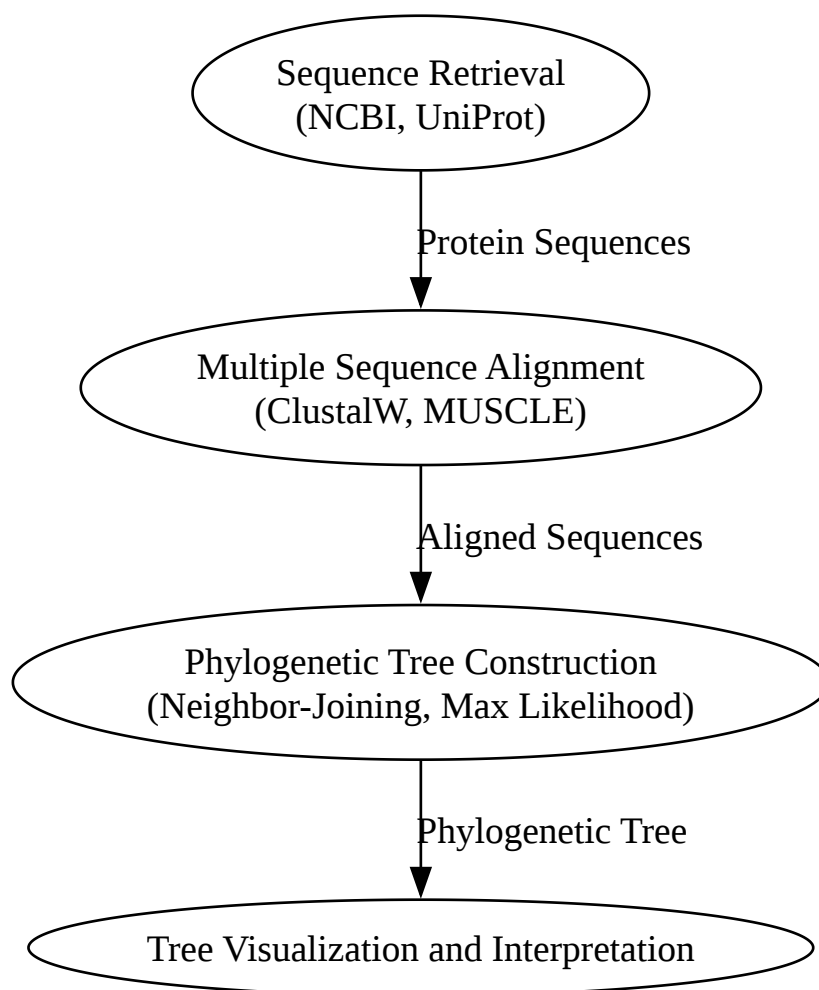 Sequence Retrieval
(NCBI, UniProt)
Protein Sequences
Multiple Sequence Alignment
(ClustalW, MUSCLE)
Aligned Sequences
Phylogenetic Tree Construction
(Neighbor-Joining, Max Likelihood)
Phylogenetic Tree
Tree Visualization and Interpretation